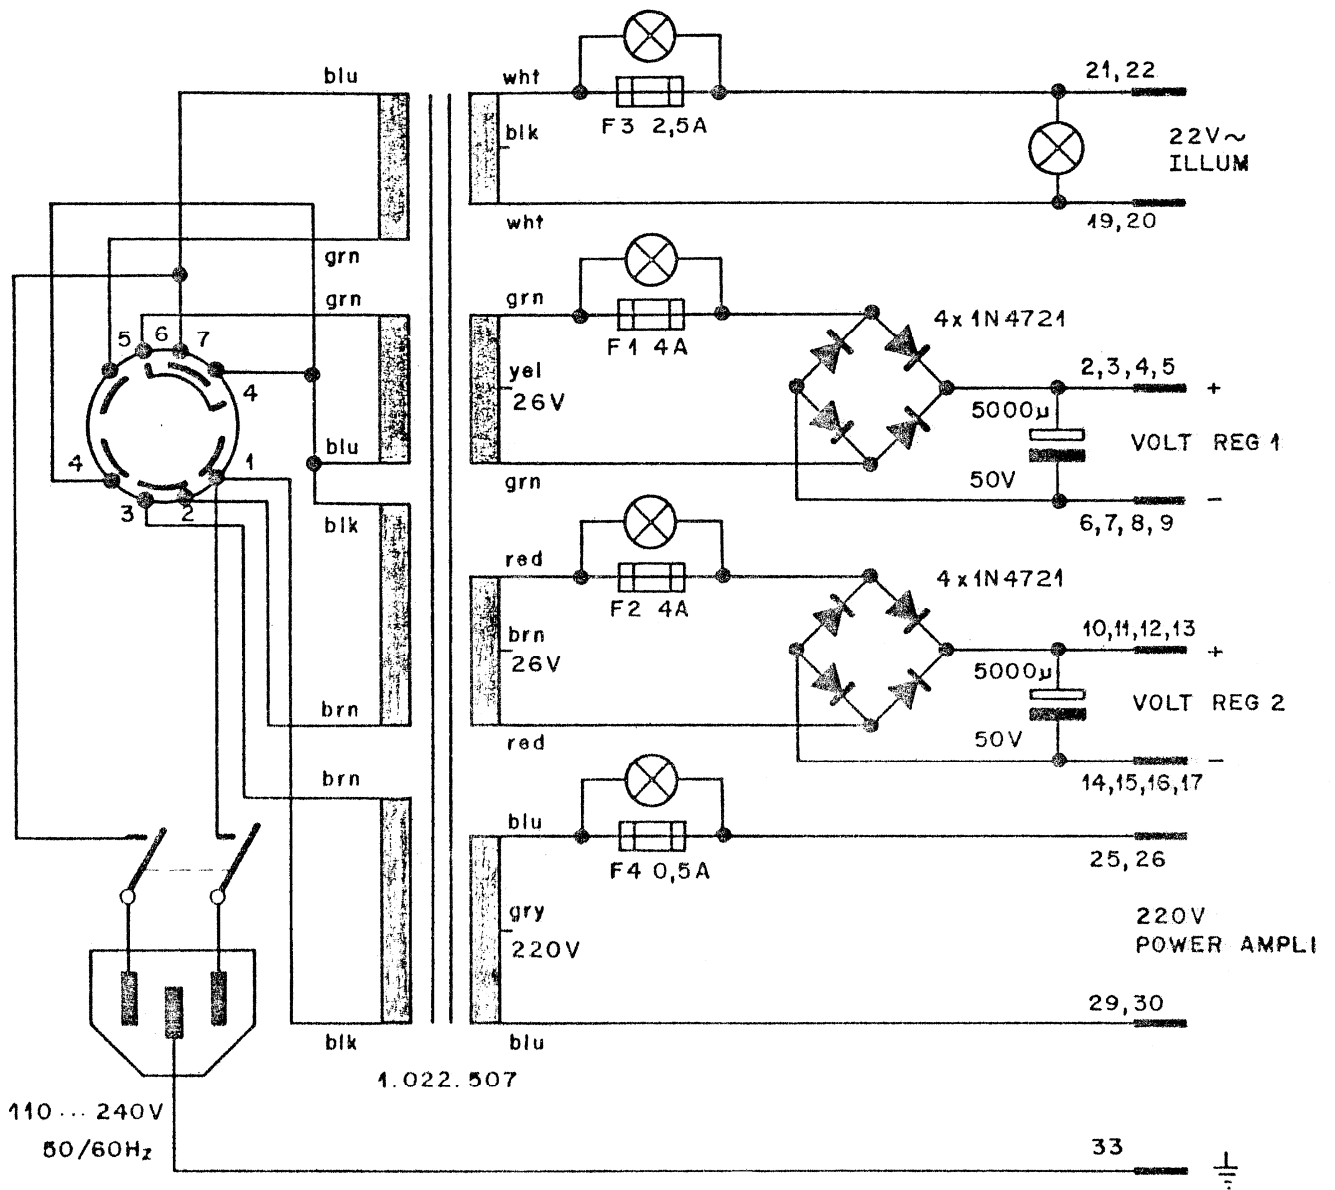 blu
wht
21, 22
blk
F3 2,5A
22V~
ILLUM
wht
19,20
grn
grn
grn
5
6
7
F1 4A
4x1N4721
yel
26V
2,3,4,5
+
4
5000µ
VOLT REG 1
blu
4
1
grn
50V
-
6,7,8,9
3
2
blk
red
F2 4A
4x1N4721
10,11,12,13
brn
26V
5000µ
+
VOLT REG 2
brn
red
50V
-
14,15,16,17
brn
blu
F4 0,5A
25, 26
gry
220V
220V
POWER AMPLI
29,30
blk
blu
1.022.507
110 ... 240V
50/60Hz
33